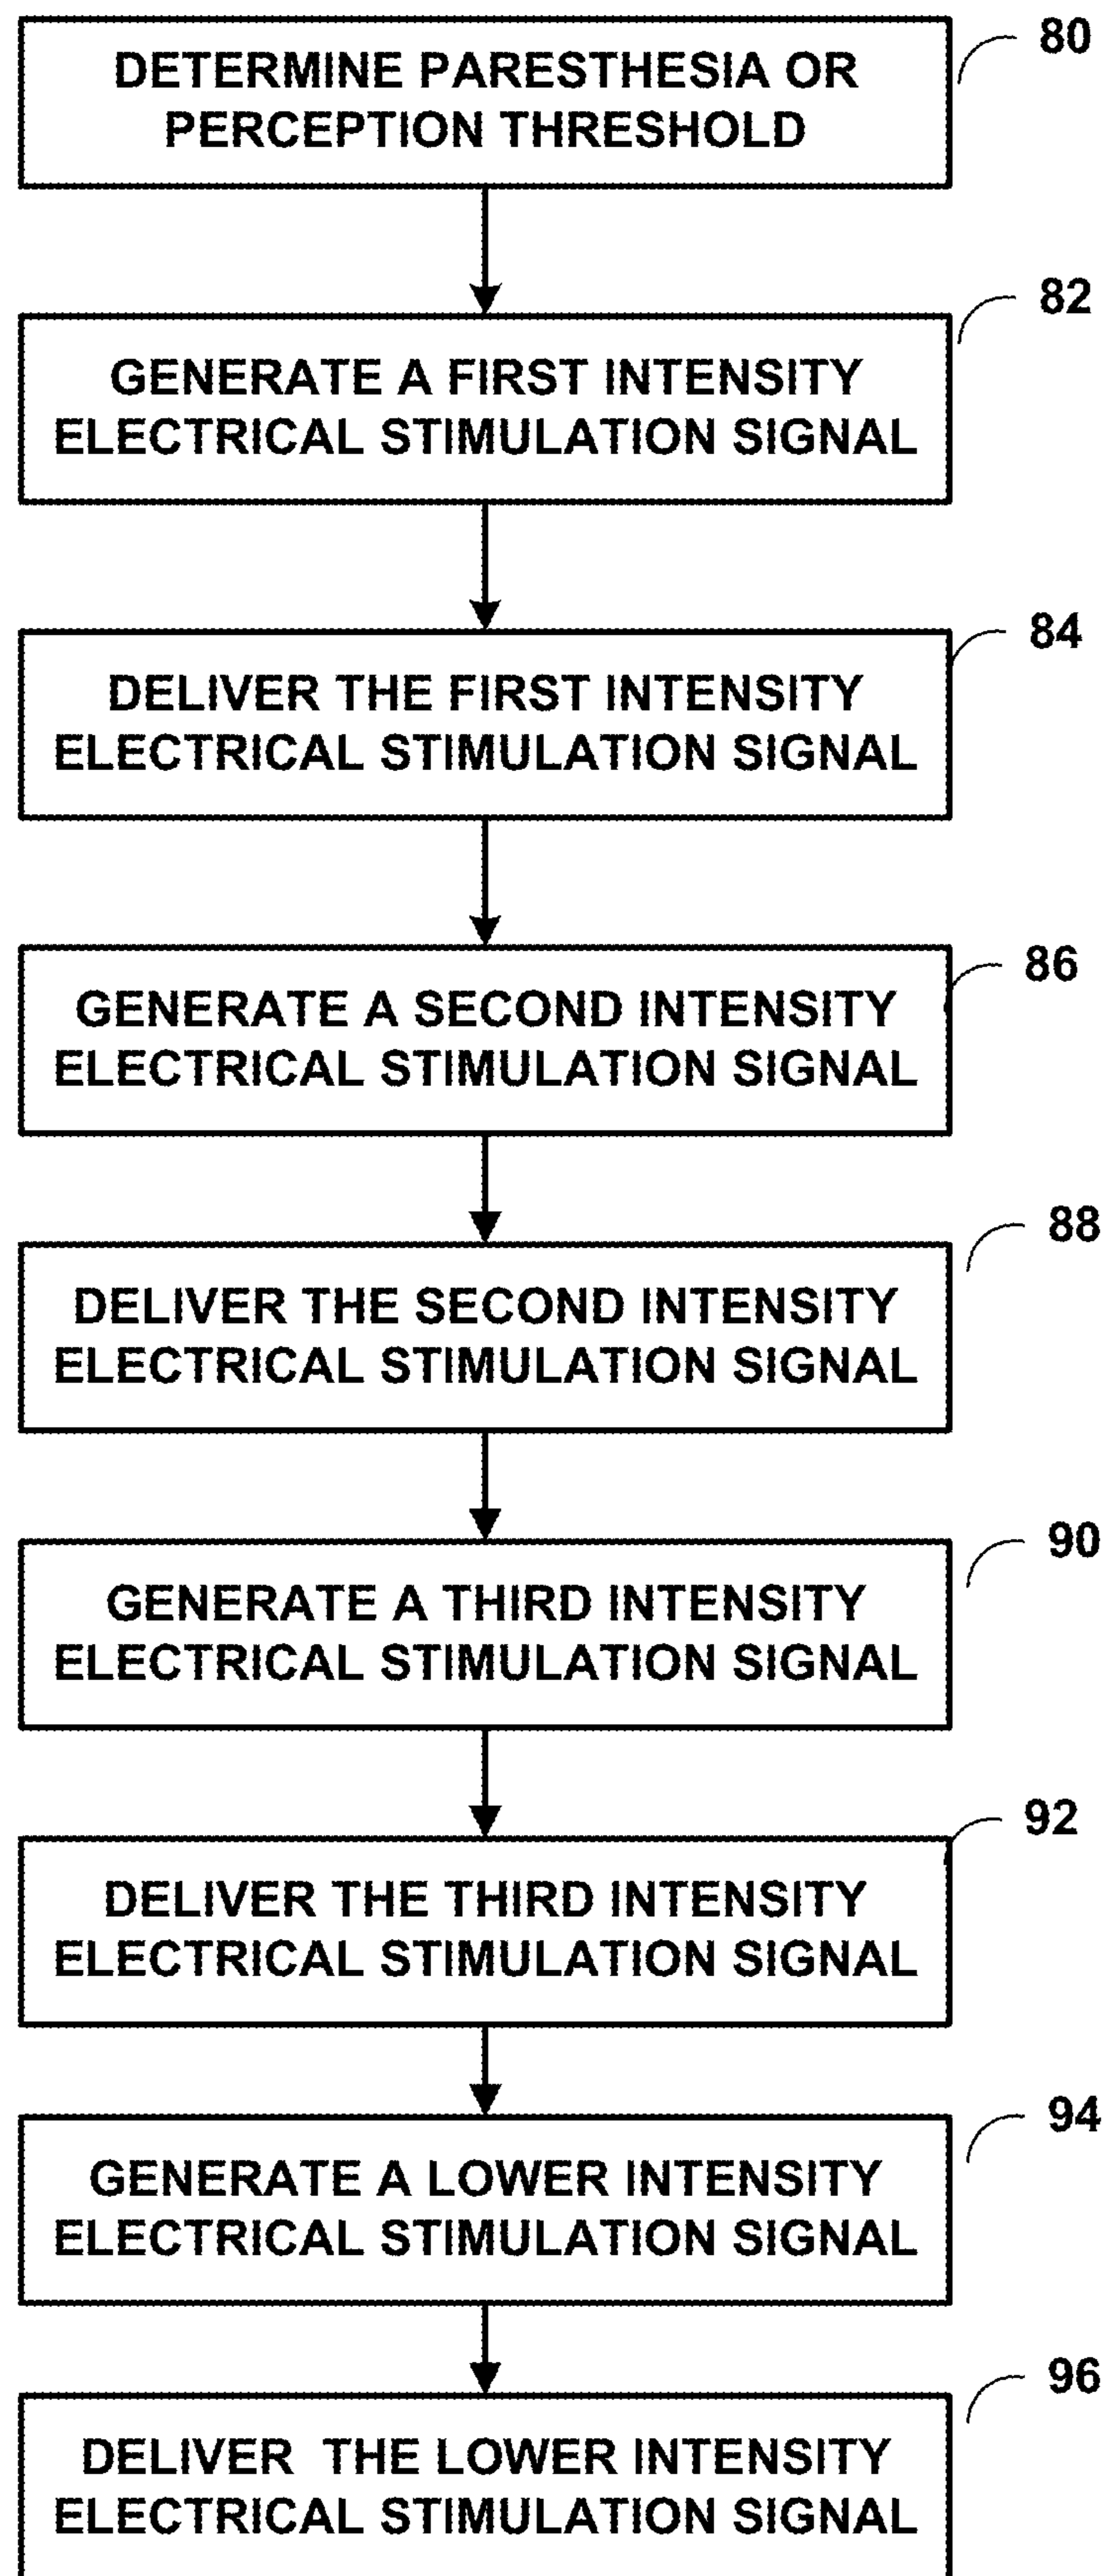 80
DETERMINE PARESTHESIA OR
PERCEPTION THRESHOLD
82
GENERATE A FIRST INTENSITY
ELECTRICAL STIMULATION SIGNAL
84
DELIVER THE FIRST INTENSITY
ELECTRICAL STIMULATION SIGNAL
86
GENERATE A SECOND INTENSITY
ELECTRICAL STIMULATION SIGNAL
88
DELIVER THE SECOND INTENSITY
ELECTRICAL STIMULATION SIGNAL
90
GENERATE A THIRD INTENSITY
ELECTRICAL STIMULATION SIGNAL
92
DELIVER THE THIRD INTENSITY
ELECTRICAL STIMULATION SIGNAL
94
GENERATE A LOWER INTENSITY
ELECTRICAL STIMULATION SIGNAL
96
DELIVER THE LOWER INTENSITY
ELECTRICAL STIMULATION SIGNAL